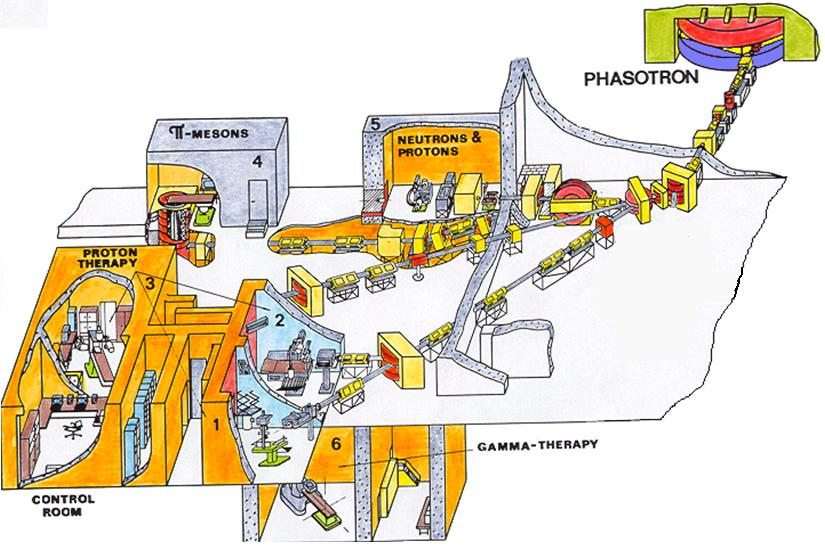 PHASOTRON
π-MESONS
4
5
NEUTRONS &
PROTONS
PROTON
THERAPY
3
2
1
6
GAMMA-THERAPY
CONTROL
ROOM